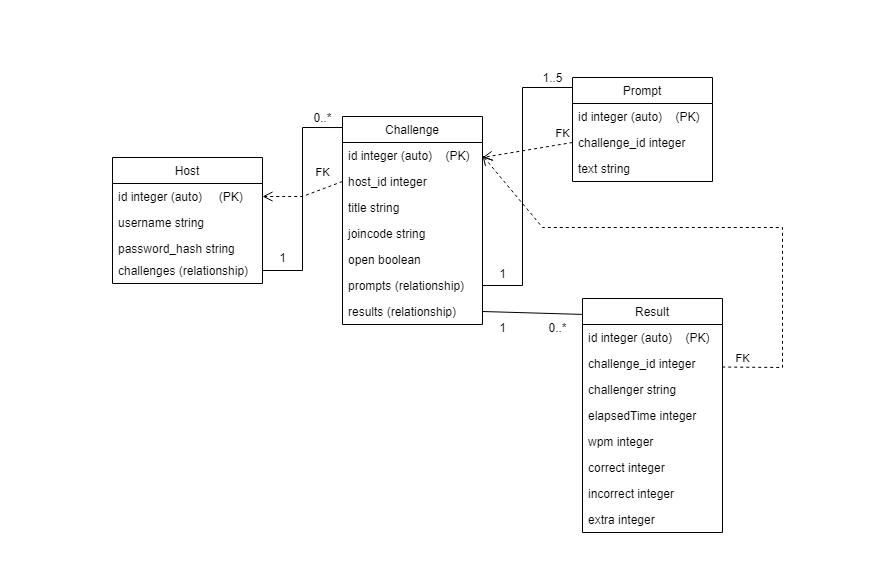 Host
id integer (auto) (PK)
username string
password_hash string
challenges (relationship)
1
0..*
FK
Challenge
id integer (auto) (PK)
host_id integer
title string
joincode string
open boolean
prompts (relationship)
results (relationship)
1
1..5
FK
Prompt
id integer (auto) (PK)
challenge_id integer
text string
1
0..*
Result
id integer (auto) (PK)
challenge_id integer
challenger string
elapsedTime integer
wpm integer
correct integer
incorrect integer
extra integer
FK